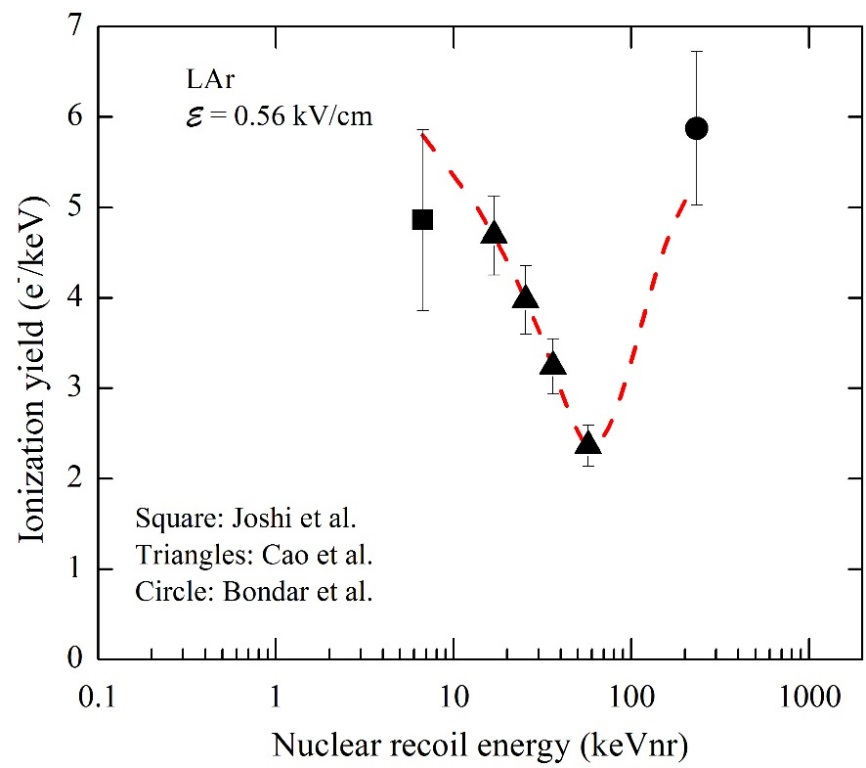 7
6
5
4
3
2
1
0
Ionization yield (e⁻/keV)
LAr
ℰ = 0.56 kV/cm
Square: Joshi et al.
Triangles: Cao et al.
Circle: Bondar et al.
0.1 1 10 100 1000
Nuclear recoil energy (keVnr)